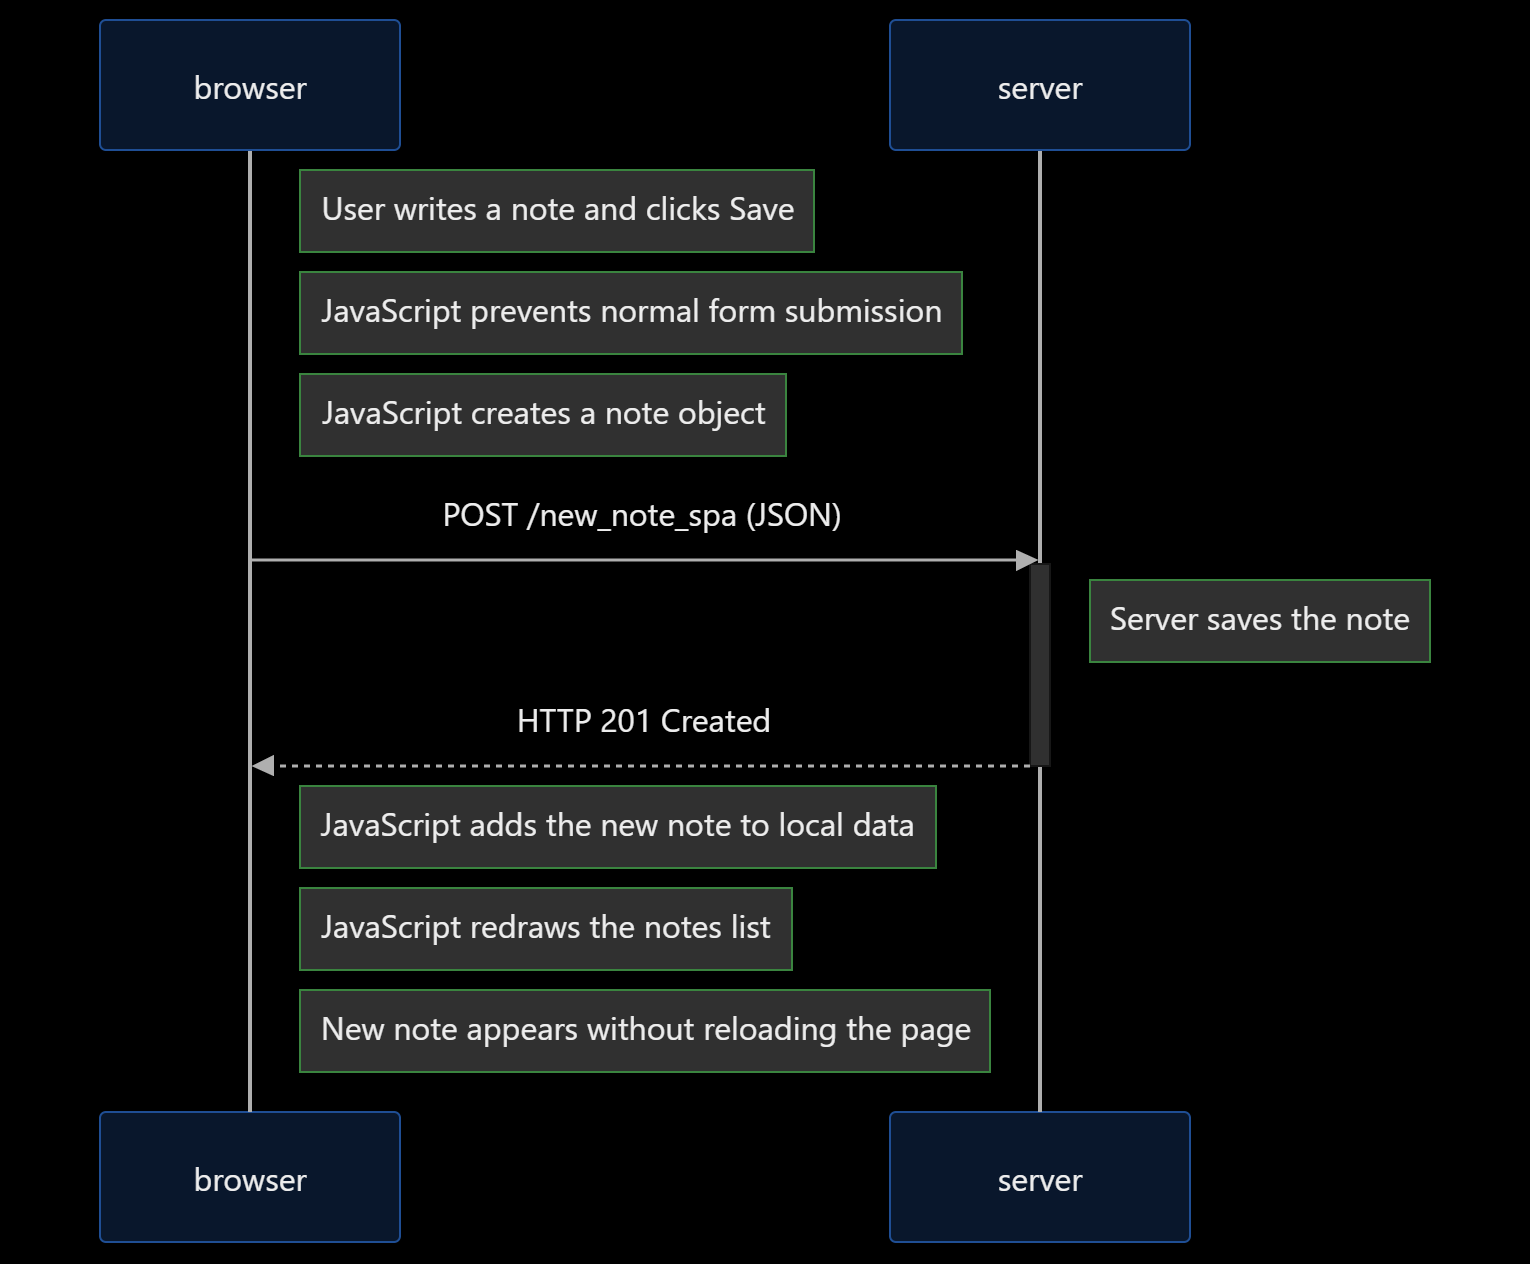 browser
server
User writes a note and clicks Save
JavaScript prevents normal form submission
JavaScript creates a note object
POST /new_note_spa (JSON)
Server saves the note
HTTP 201 Created
JavaScript adds the new note to local data
JavaScript redraws the notes list
New note appears without reloading the page
browser
server